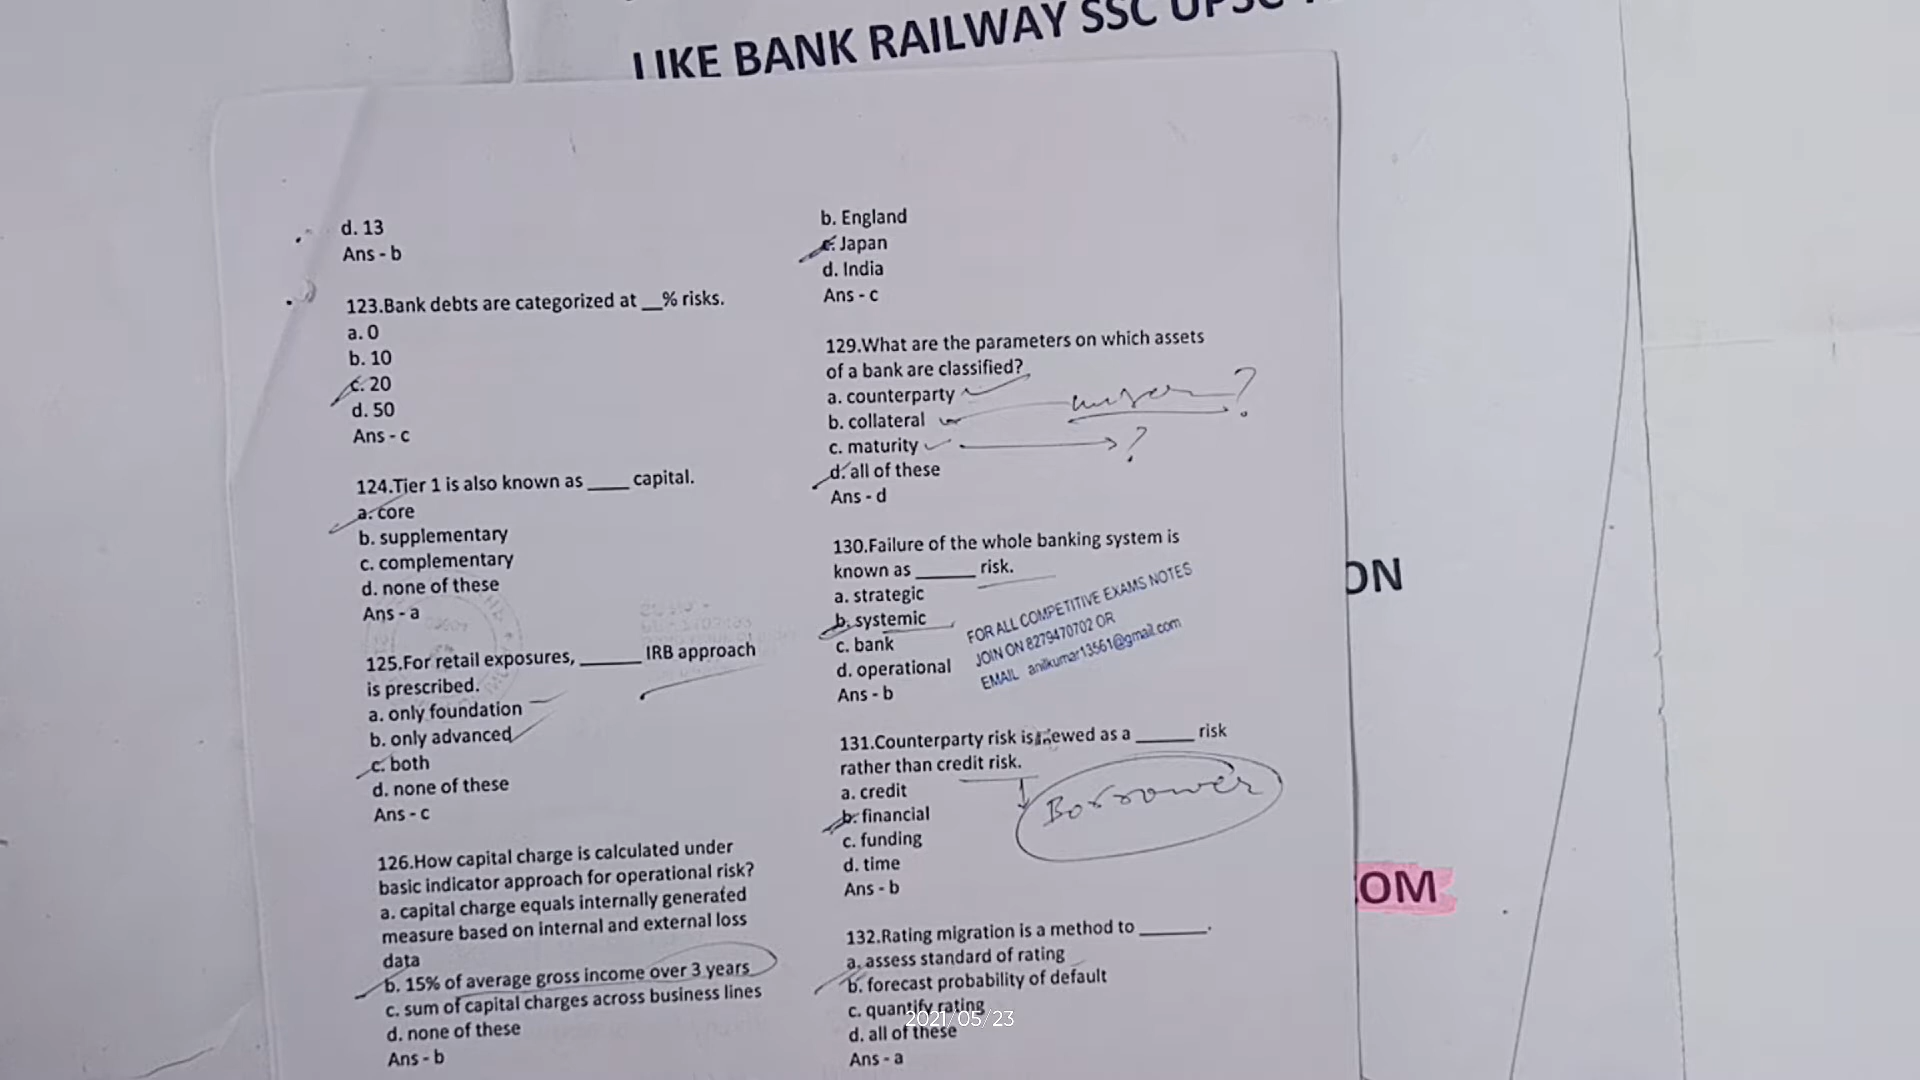 LIKE BANK RAILWAY SSC UPSC
d. 13
Ans - b
123.Bank debts are categorized at __% risks.
a. 0
b. 10
c. 20
d. 50
Ans - c
124.Tier 1 is also known as ____ capital.
a. core
b. supplementary
c. complementary
d. none of these
Ans - a
125.For retail exposures, ______ IRB approach
is prescribed.
a. only foundation
b. only advanced
c. both
d. none of these
Ans - c
126.How capital charge is calculated under
basic indicator approach for operational risk?
a. capital charge equals internally generated
measure based on internal and external loss
data
b. 15% of average gross income over 3 years
c. sum of capital charges across business lines
d. none of these
Ans - b
b. England
c. Japan
d. India
Ans - c
129.What are the parameters on which assets
of a bank are classified?
a. counterparty
b. collateral
?
c. maturity
?
d. all of these
Ans - d
130.Failure of the whole banking system is
known as ______ risk.
a. strategic
b. systemic
c. bank
d. operational
Ans - b
FOR ALL COMPETITIVE EXAMS NOTES
JOIN ON 8279470702 OR
EMAIL anilkumar13561@gmail.com
131.Counterparty risk is viewed as a ______ risk
rather than credit risk.
a. credit
Borrower
b. financial
c. funding
d. time
Ans - b
132.Rating migration is a method to _______.
a. assess standard of rating
b. forecast probability of default
c. quantify rating
d. all of these
Ans - a
ON
OM
2021/05/23